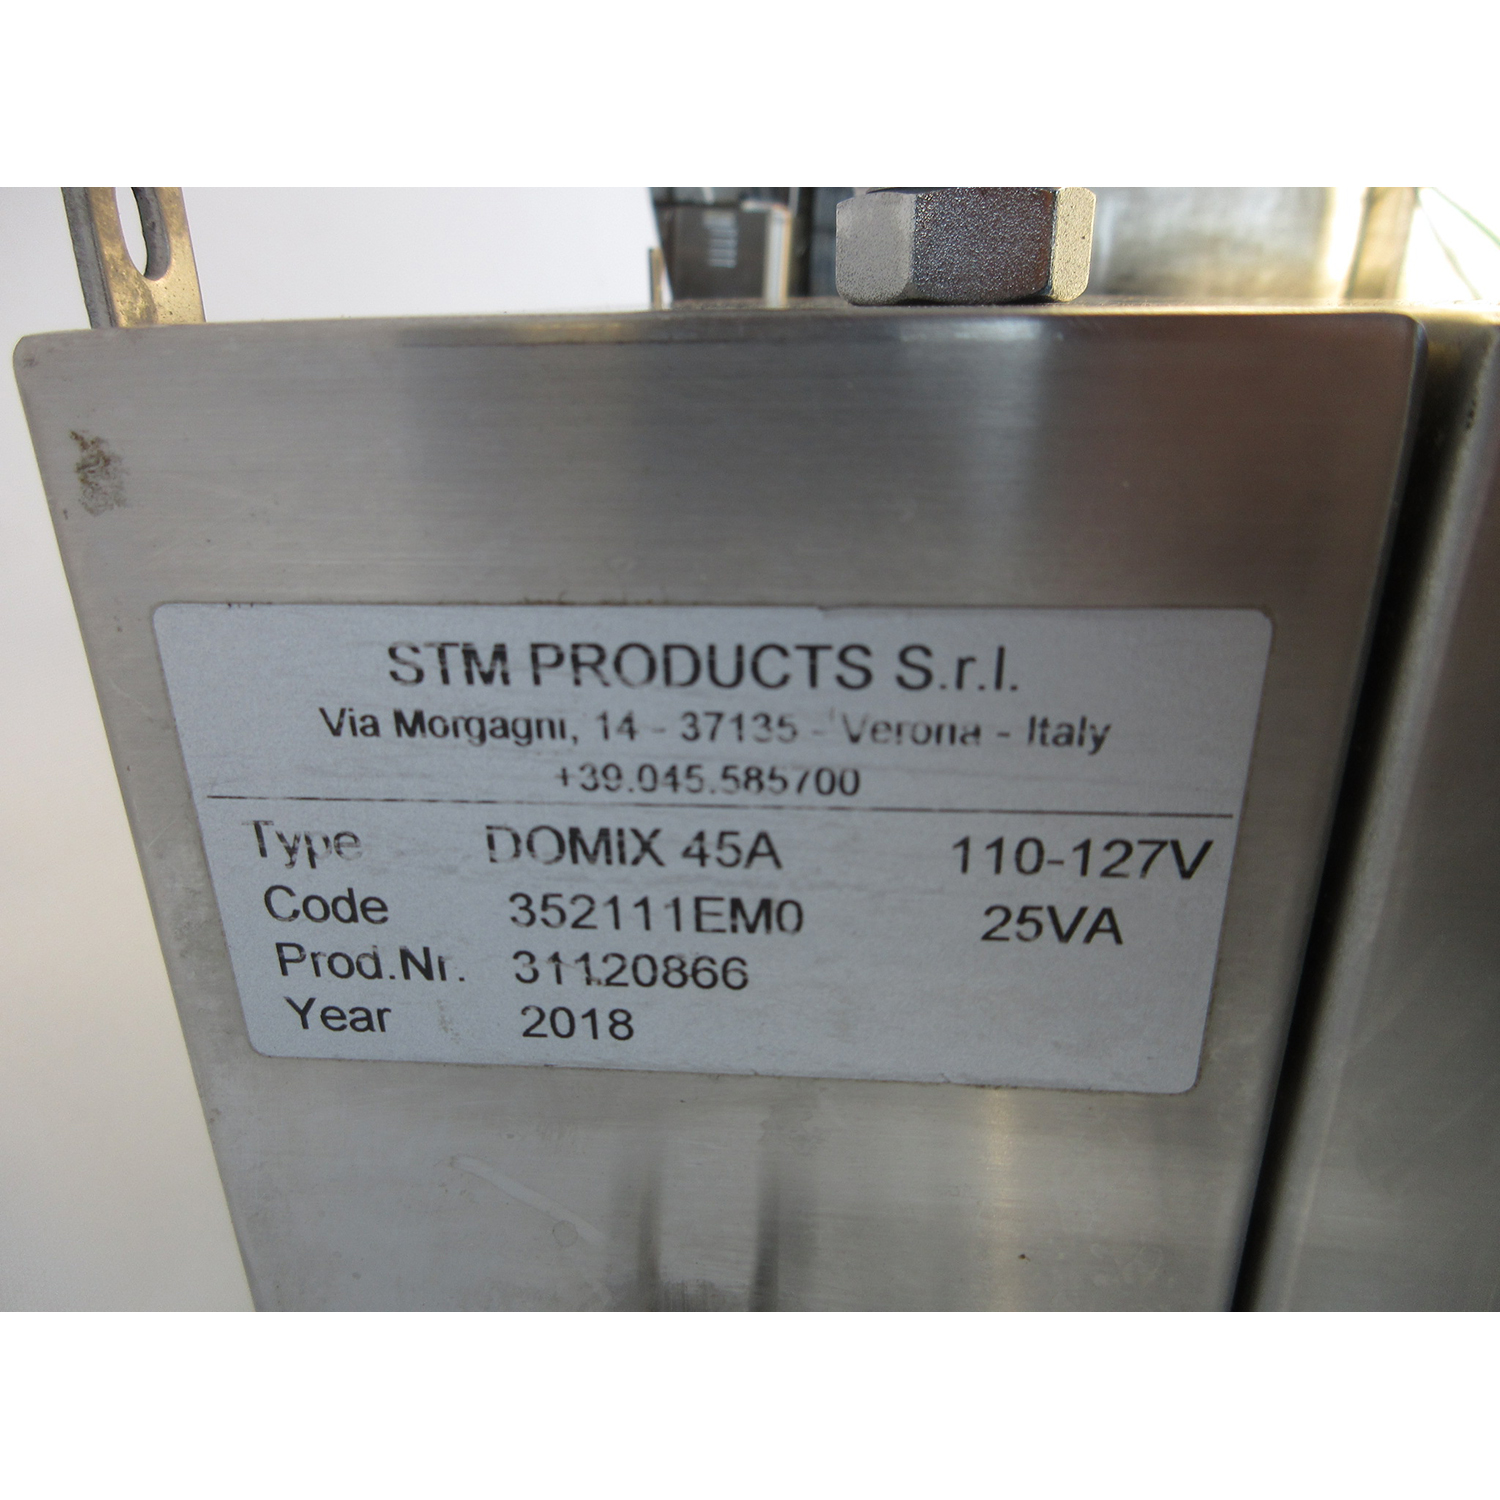 STM PRODUCTS S.r.l.
Via Morgagni, 14 - 37135 - Verona - Italy
+39.045.585700
Type DOMIX 45A 110-127V
Code 352111EM0 25VA
Prod.Nr. 31120866
Year 2018